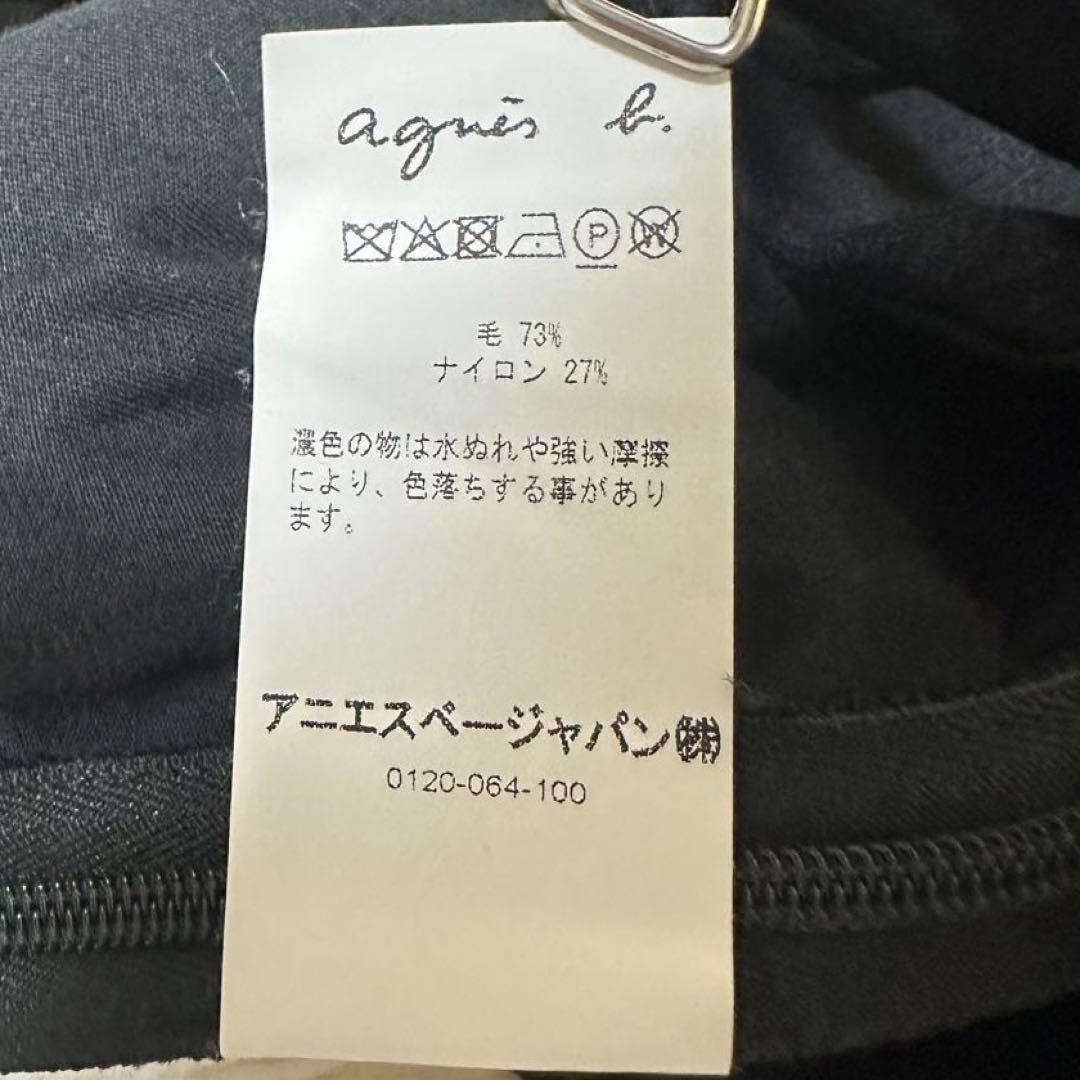 agnès b.
P
W
毛 73%
ナイロン 27%
濃色の物は水ぬれや強い摩擦
により、色落ちする事があり
ます。
アニエスベージャパン㈱
0120-064-100